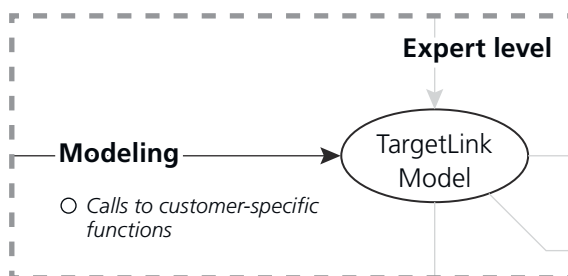 Expert level
Modeling
TargetLink
Model
○ Calls to customer-specific
functions